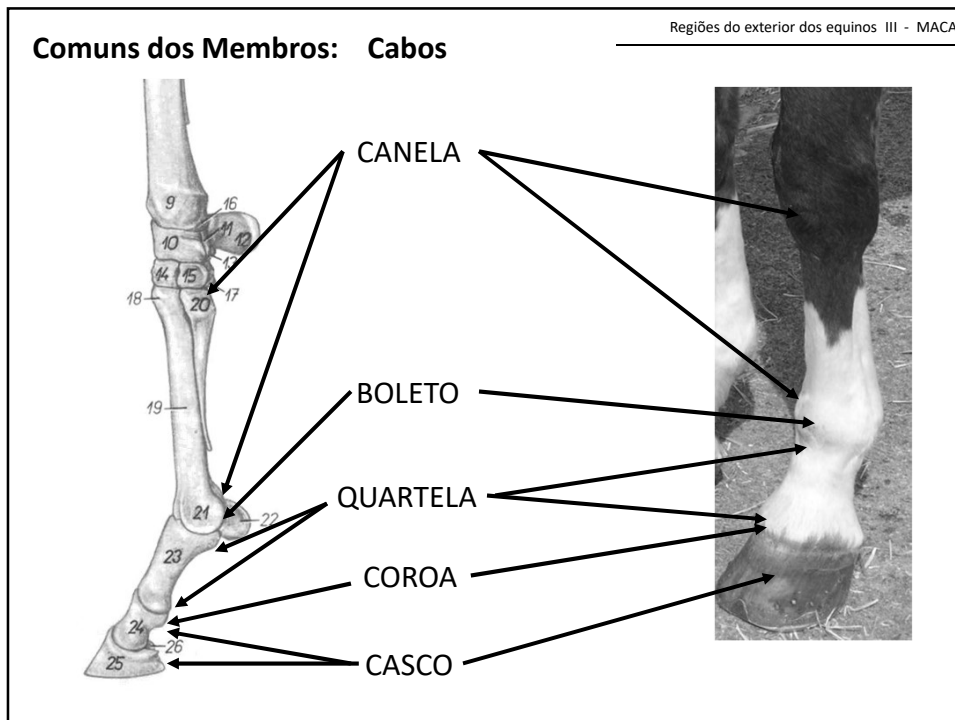 Regiões do exterior dos equinos III - MACA
Comuns dos Membros: Cabos
CANELA
BOLETO
QUARTELA
COROA
CASCO
9
16
11
12
10
13
14
15
17
18
20
19
21
22
23
24
26
25